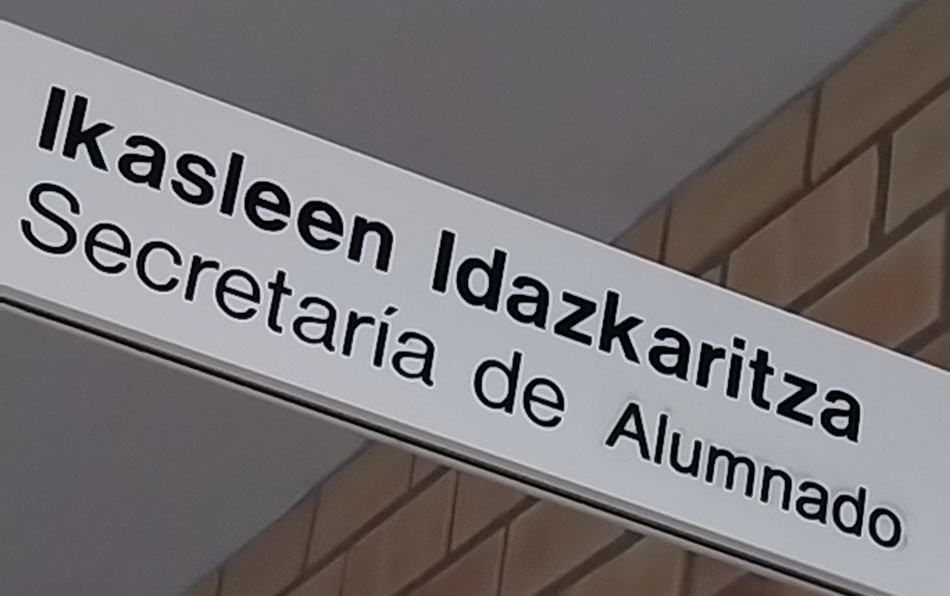 Ikasleen Idazkaritza
Secretaría de Alumnado